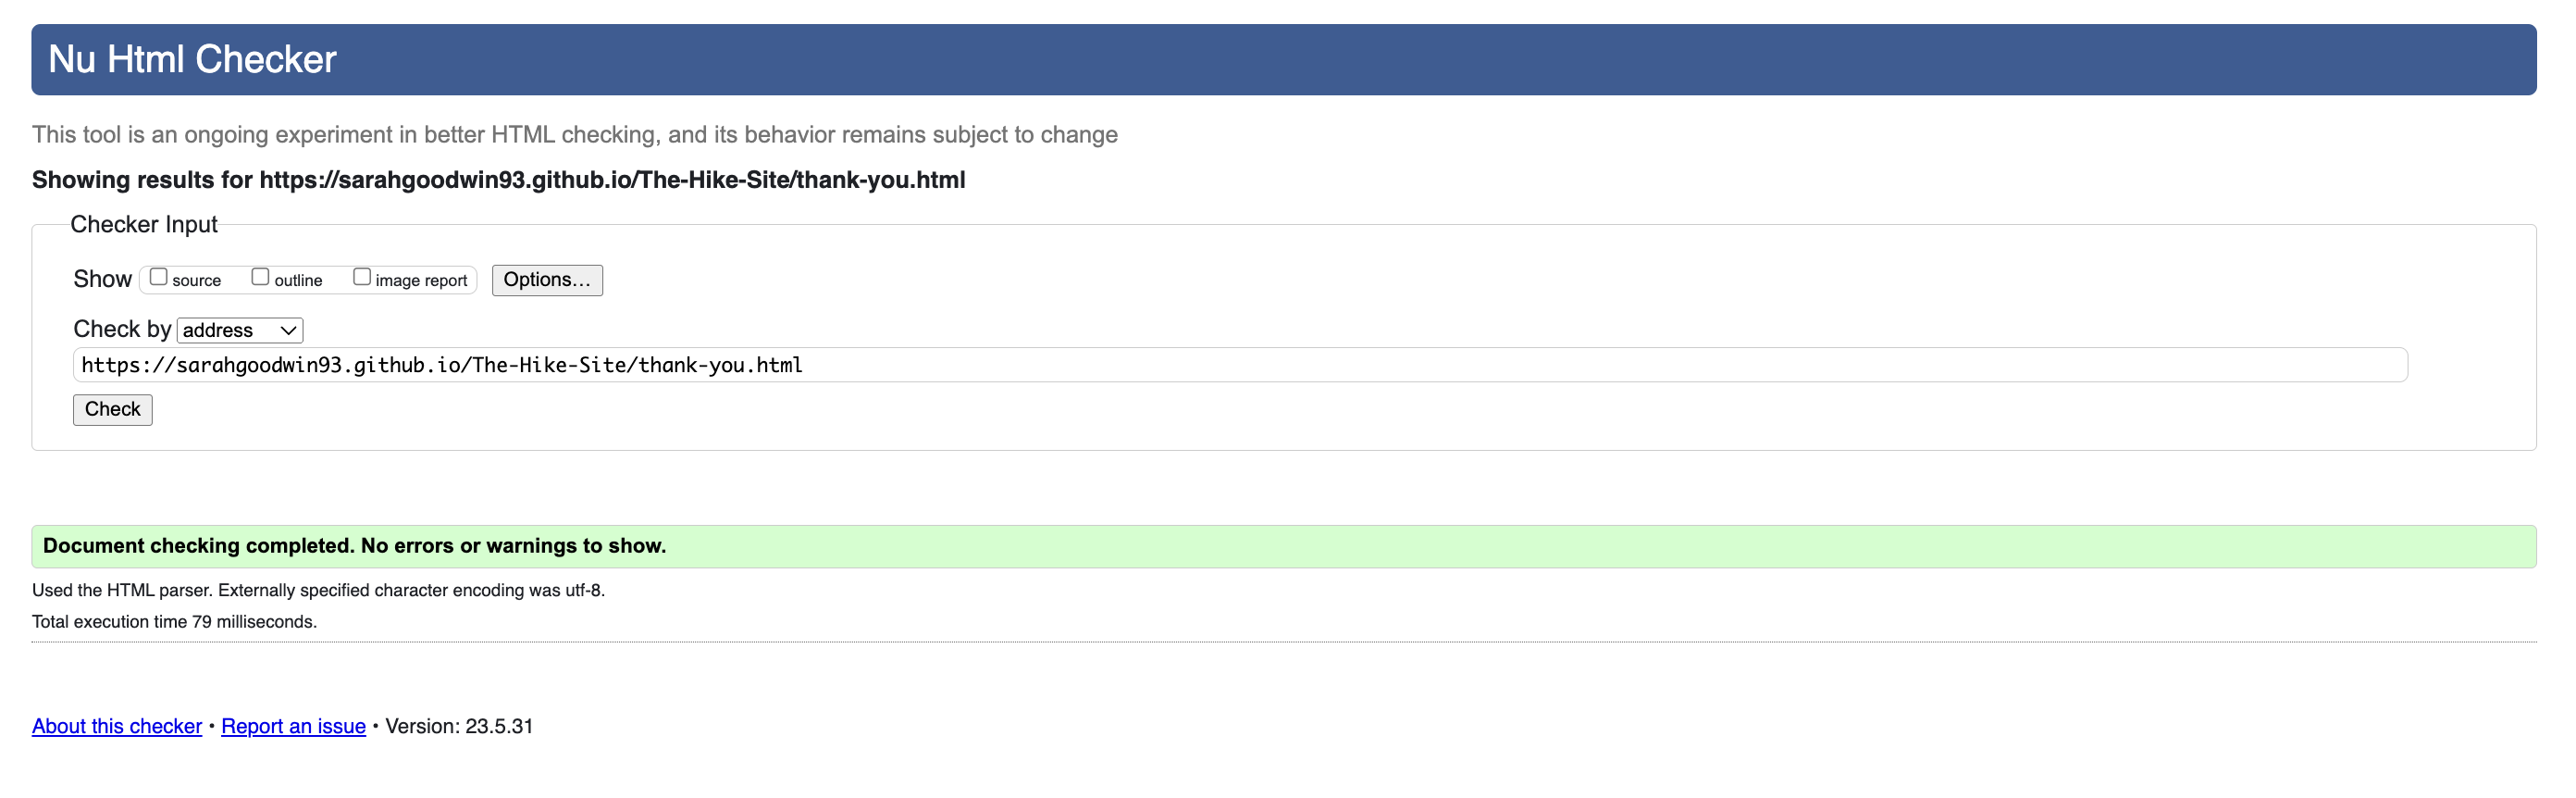 Nu Html Checker
This tool is an ongoing experiment in better HTML checking, and its behavior remains subject to change
Showing results for https://sarahgoodwin93.github.io/The-Hike-Site/thank-you.html
Checker Input
Show source outline image report Options...
Check by address
https://sarahgoodwin93.github.io/The-Hike-Site/thank-you.html
Check
Document checking completed. No errors or warnings to show.
Used the HTML parser. Externally specified character encoding was utf-8.
Total execution time 79 milliseconds.
About this checker • Report an issue • Version: 23.5.31